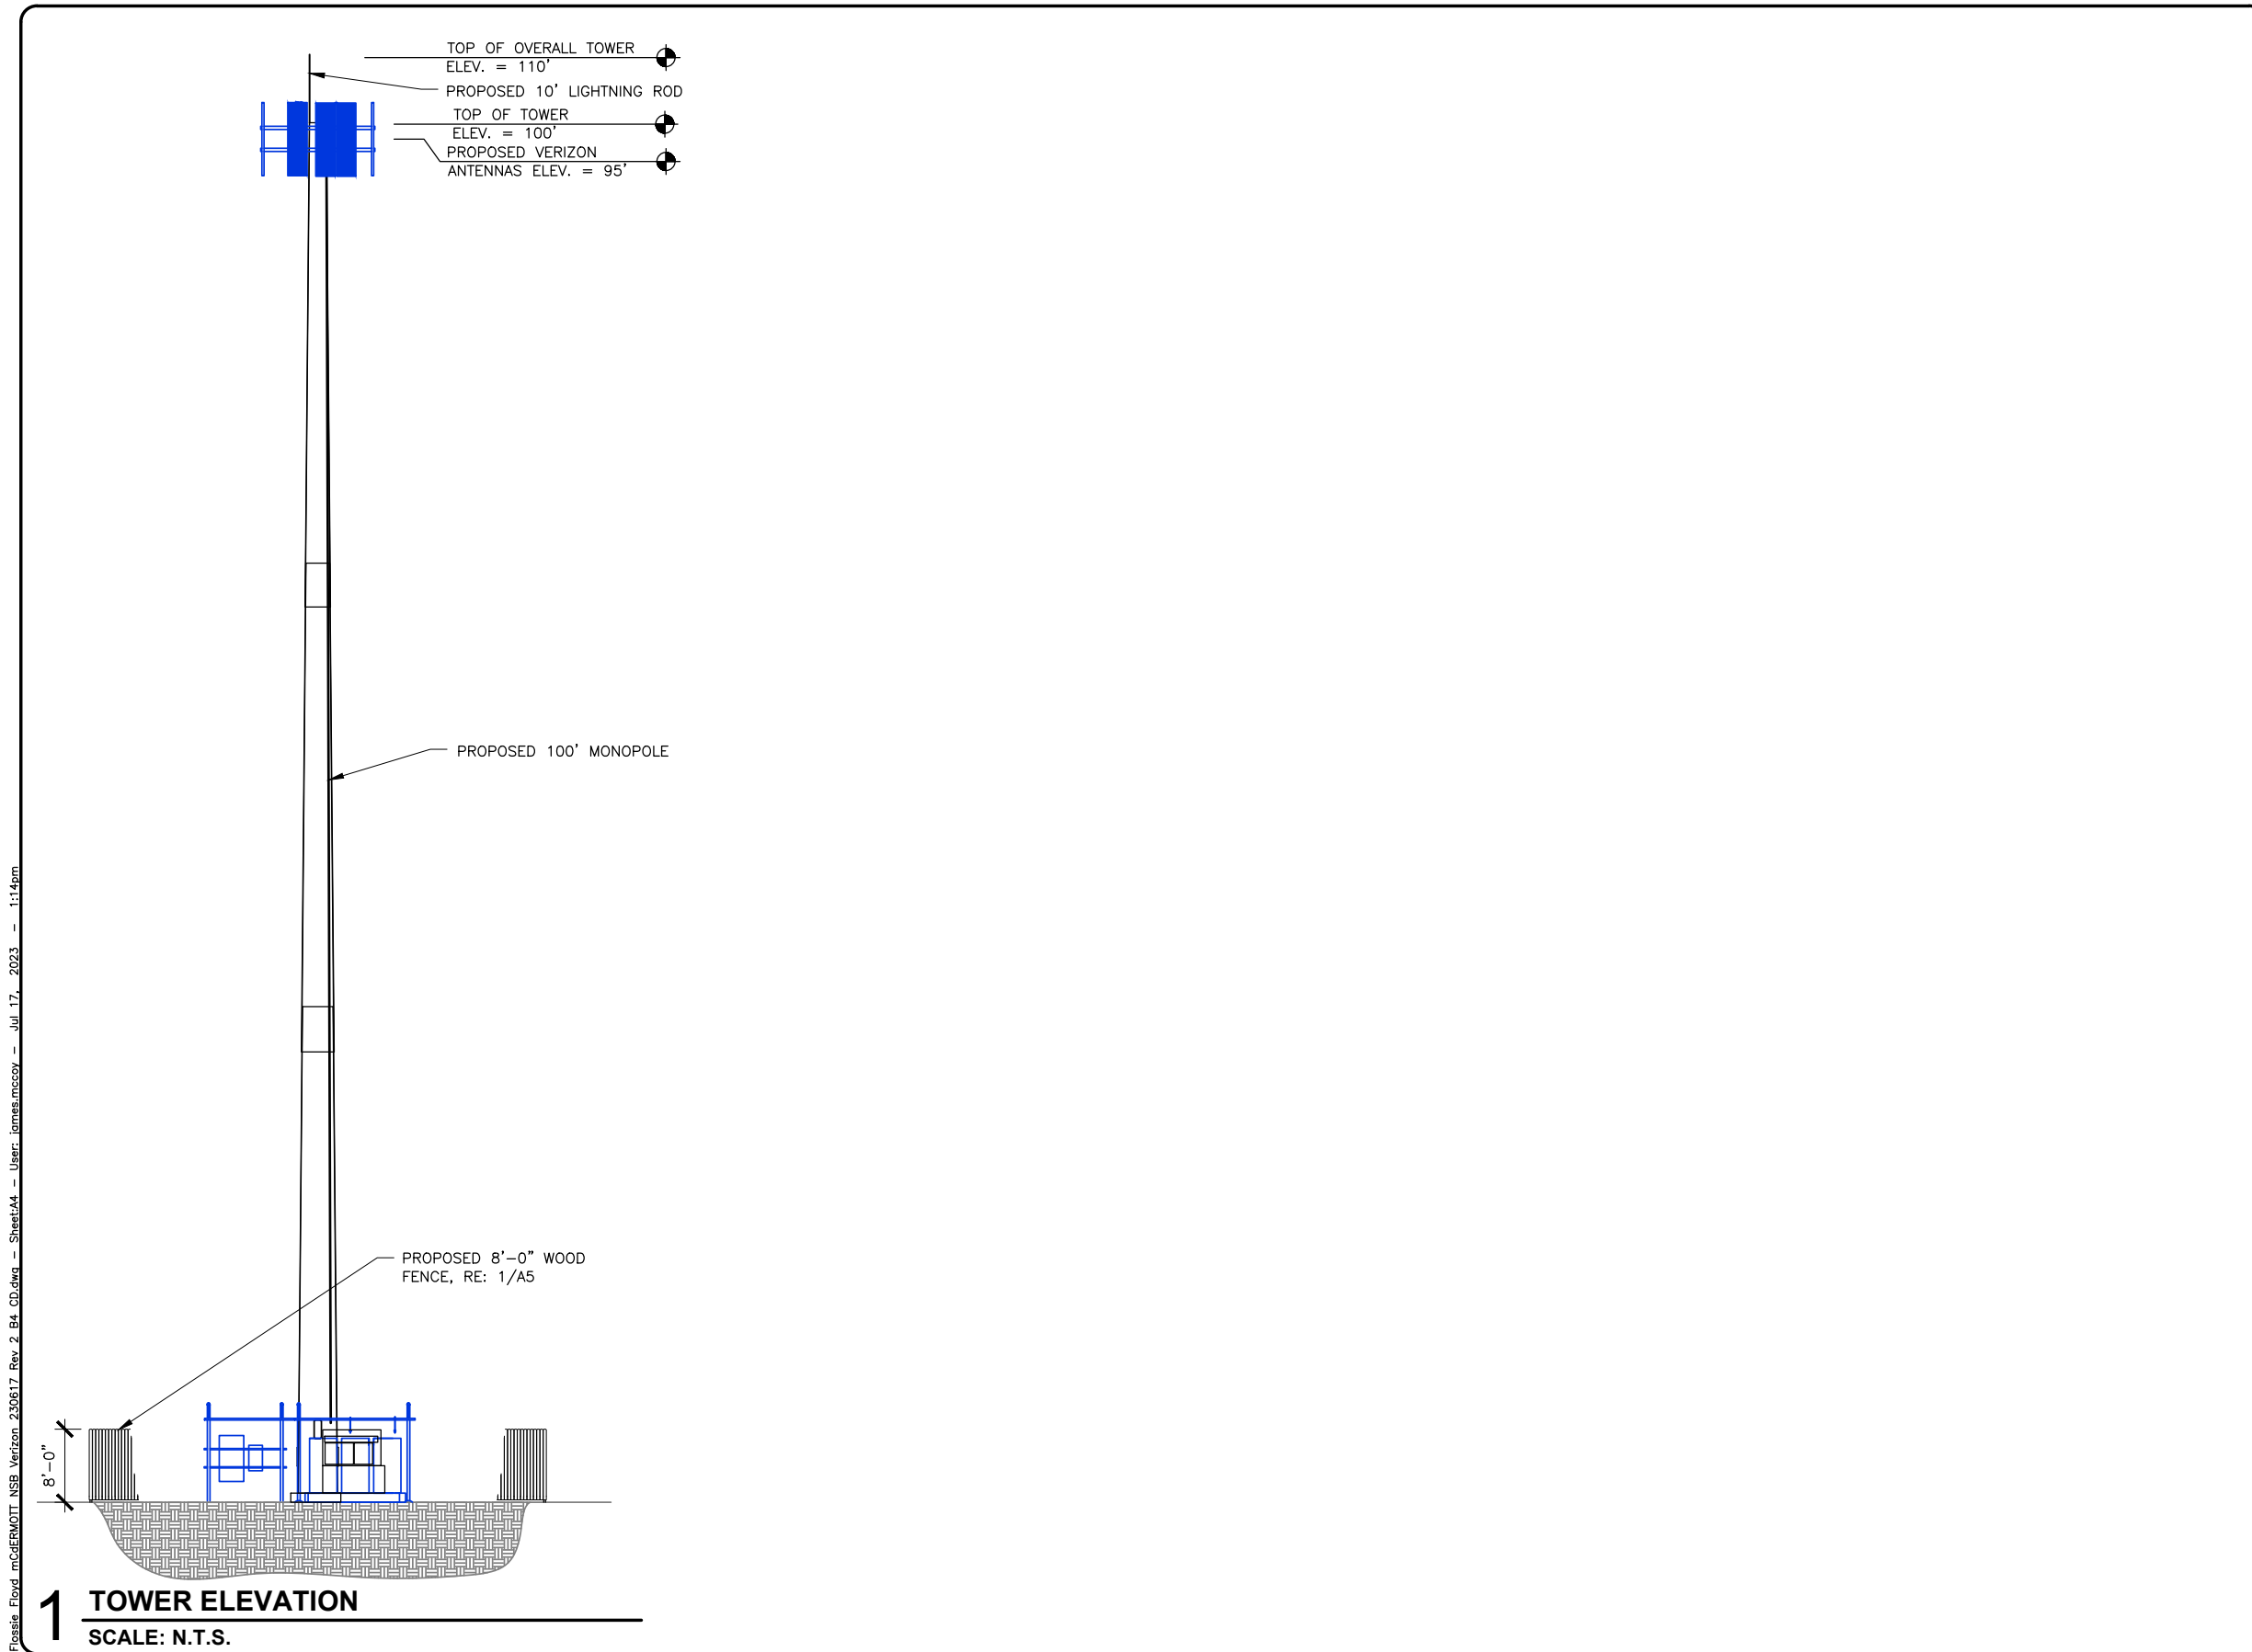 TOP OF OVERALL TOWER
ELEV. = 110'
PROPOSED 10' LIGHTNING ROD
TOP OF TOWER
ELEV. = 100'
PROPOSED VERIZON
ANTENNAS ELEV. = 95'
PROPOSED 100' MONOPOLE
PROPOSED 8'-0" WOOD
FENCE, RE: 1/A5
8'-0"
1 TOWER ELEVATION
SCALE: N.T.S.
Flossie Floyd mCdERMOTT NSB Verizon 230617 Rev 2 B4 CD.dwg - Sheet:A4 - User: james.mccoy - Jul 17, 2023 - 1:14pm